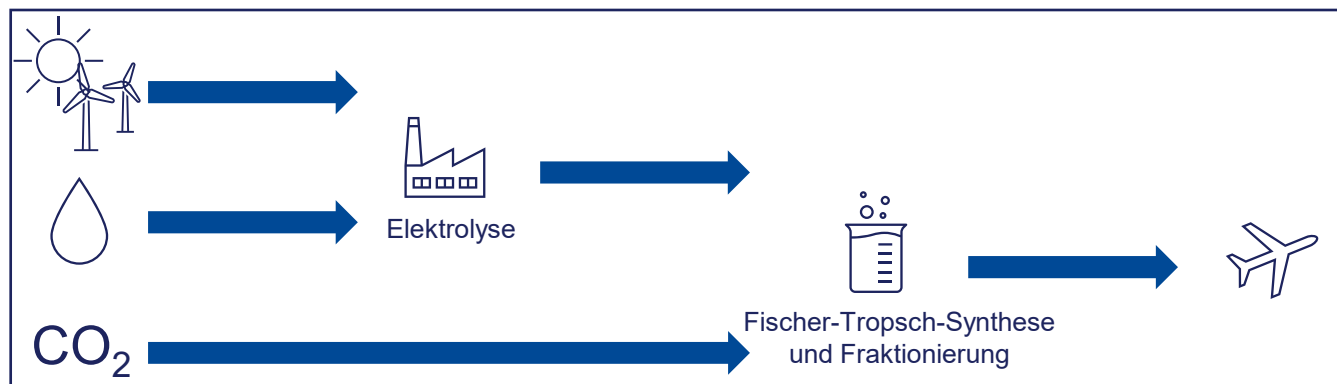 Elektrolyse
Fischer-Tropsch-Synthese
und Fraktionierung
CO₂